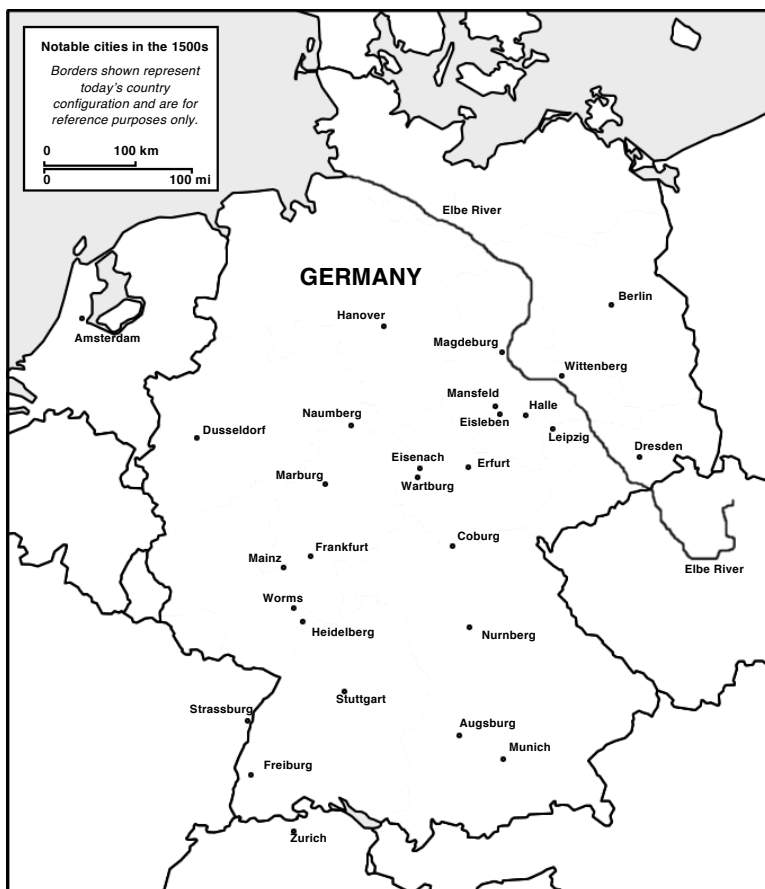 Notable cities in the 1500s
Borders shown represent
today's country
configuration and are for
reference purposes only.
0 100 km
0 100 mi
Elbe River
GERMANY
Berlin
Hanover
Amsterdam
Magdeburg
Wittenberg
Mansfeld
Naumberg
Halle
Eisleben
Dusseldorf
Leipzig
Dresden
Eisenach
Erfurt
Marburg
Wartburg
Coburg
Frankfurt
Mainz
Elbe River
Worms
Heidelberg
Nurnberg
Stuttgart
Strassburg
Augsburg
Munich
Freiburg
Zurich